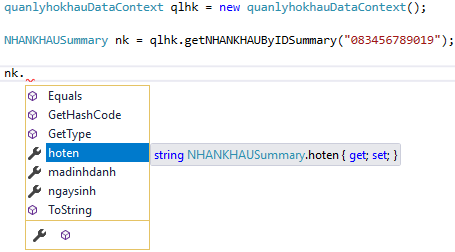 quanlyhokhauDataContext qlhk = new quanlyhokhauDataContext();
NHANKHAUSummary nk = qlhk.getNHANKHAUByIDSummary("083456789019");
nk.
Equals
GetHashCode
GetType
hoten string NHANKHAUSummary.hoten { get; set; }
madinhdanh
ngaysinh
ToString